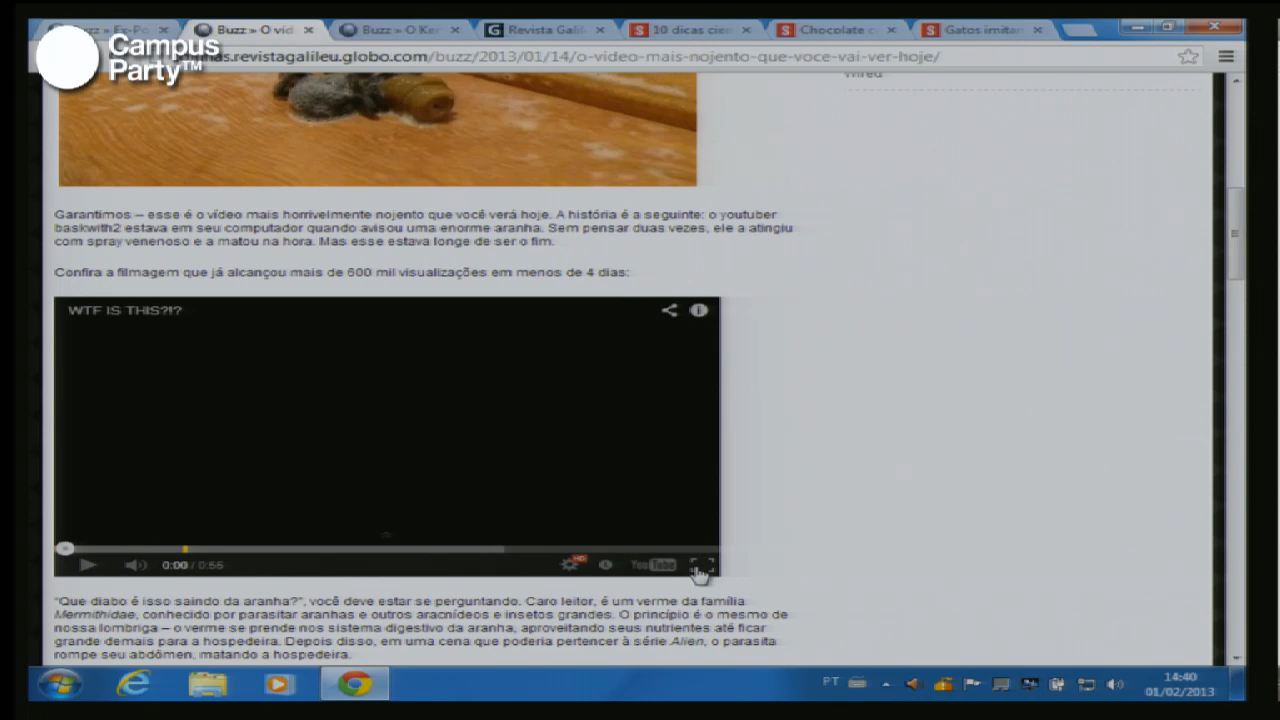 Campus
Party™
Buzz » O víd
Buzz » O Ker
Revista Galil
10 dicas cien
Chocolate c
Gatos imitan
nas.revistagalileu.globo.com/buzz/2013/01/14/o-video-mais-nojento-que-voce-vai-ver-hoje/
Wired
Garantimos – esse é o vídeo mais horrivelmente nojento que você verá hoje. A história é a seguinte: o youtuber
baskwith2 estava em seu computador quando avisou uma enorme aranha. Sem pensar duas vezes, ele a atingiu
com spray venenoso e a matou na hora. Mas esse estava longe de ser o fim.
Confira a filmagem que já alcançou mais de 600 mil visualizações em menos de 4 dias:
WTF IS THIS?!?
0:00 / 0:56
HD
YouTube
“Que diabo é isso saindo da aranha?”, você deve estar se perguntando. Caro leitor, é um verme da família
Mermithidae, conhecido por parasitar aranhas e outros aracnídeos e insetos grandes. O princípio é o mesmo de
nossa lombriga – o verme se prende nos sistema digestivo da aranha, aproveitando seus nutrientes até ficar
grande demais para a hospedeira. Depois disso, em uma cena que poderia pertencer à série Alien, o parasita
rompe seu abdômen, matando a hospedeira.
PT
14:40
01/02/2013